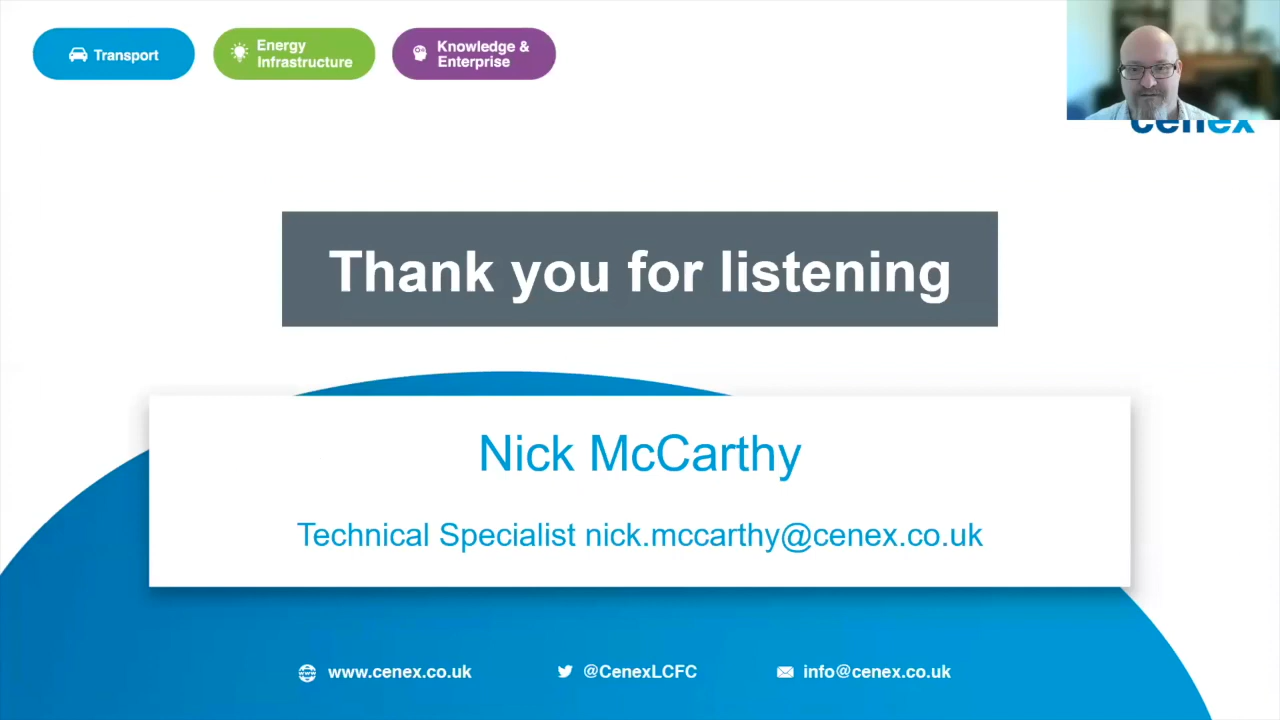 Transport
Energy
Infrastructure
Knowledge &
Enterprise
cenex
Thank you for listening
Nick McCarthy
Technical Specialist nick.mccarthy@cenex.co.uk
www.cenex.co.uk
@CenexLCFC
info@cenex.co.uk